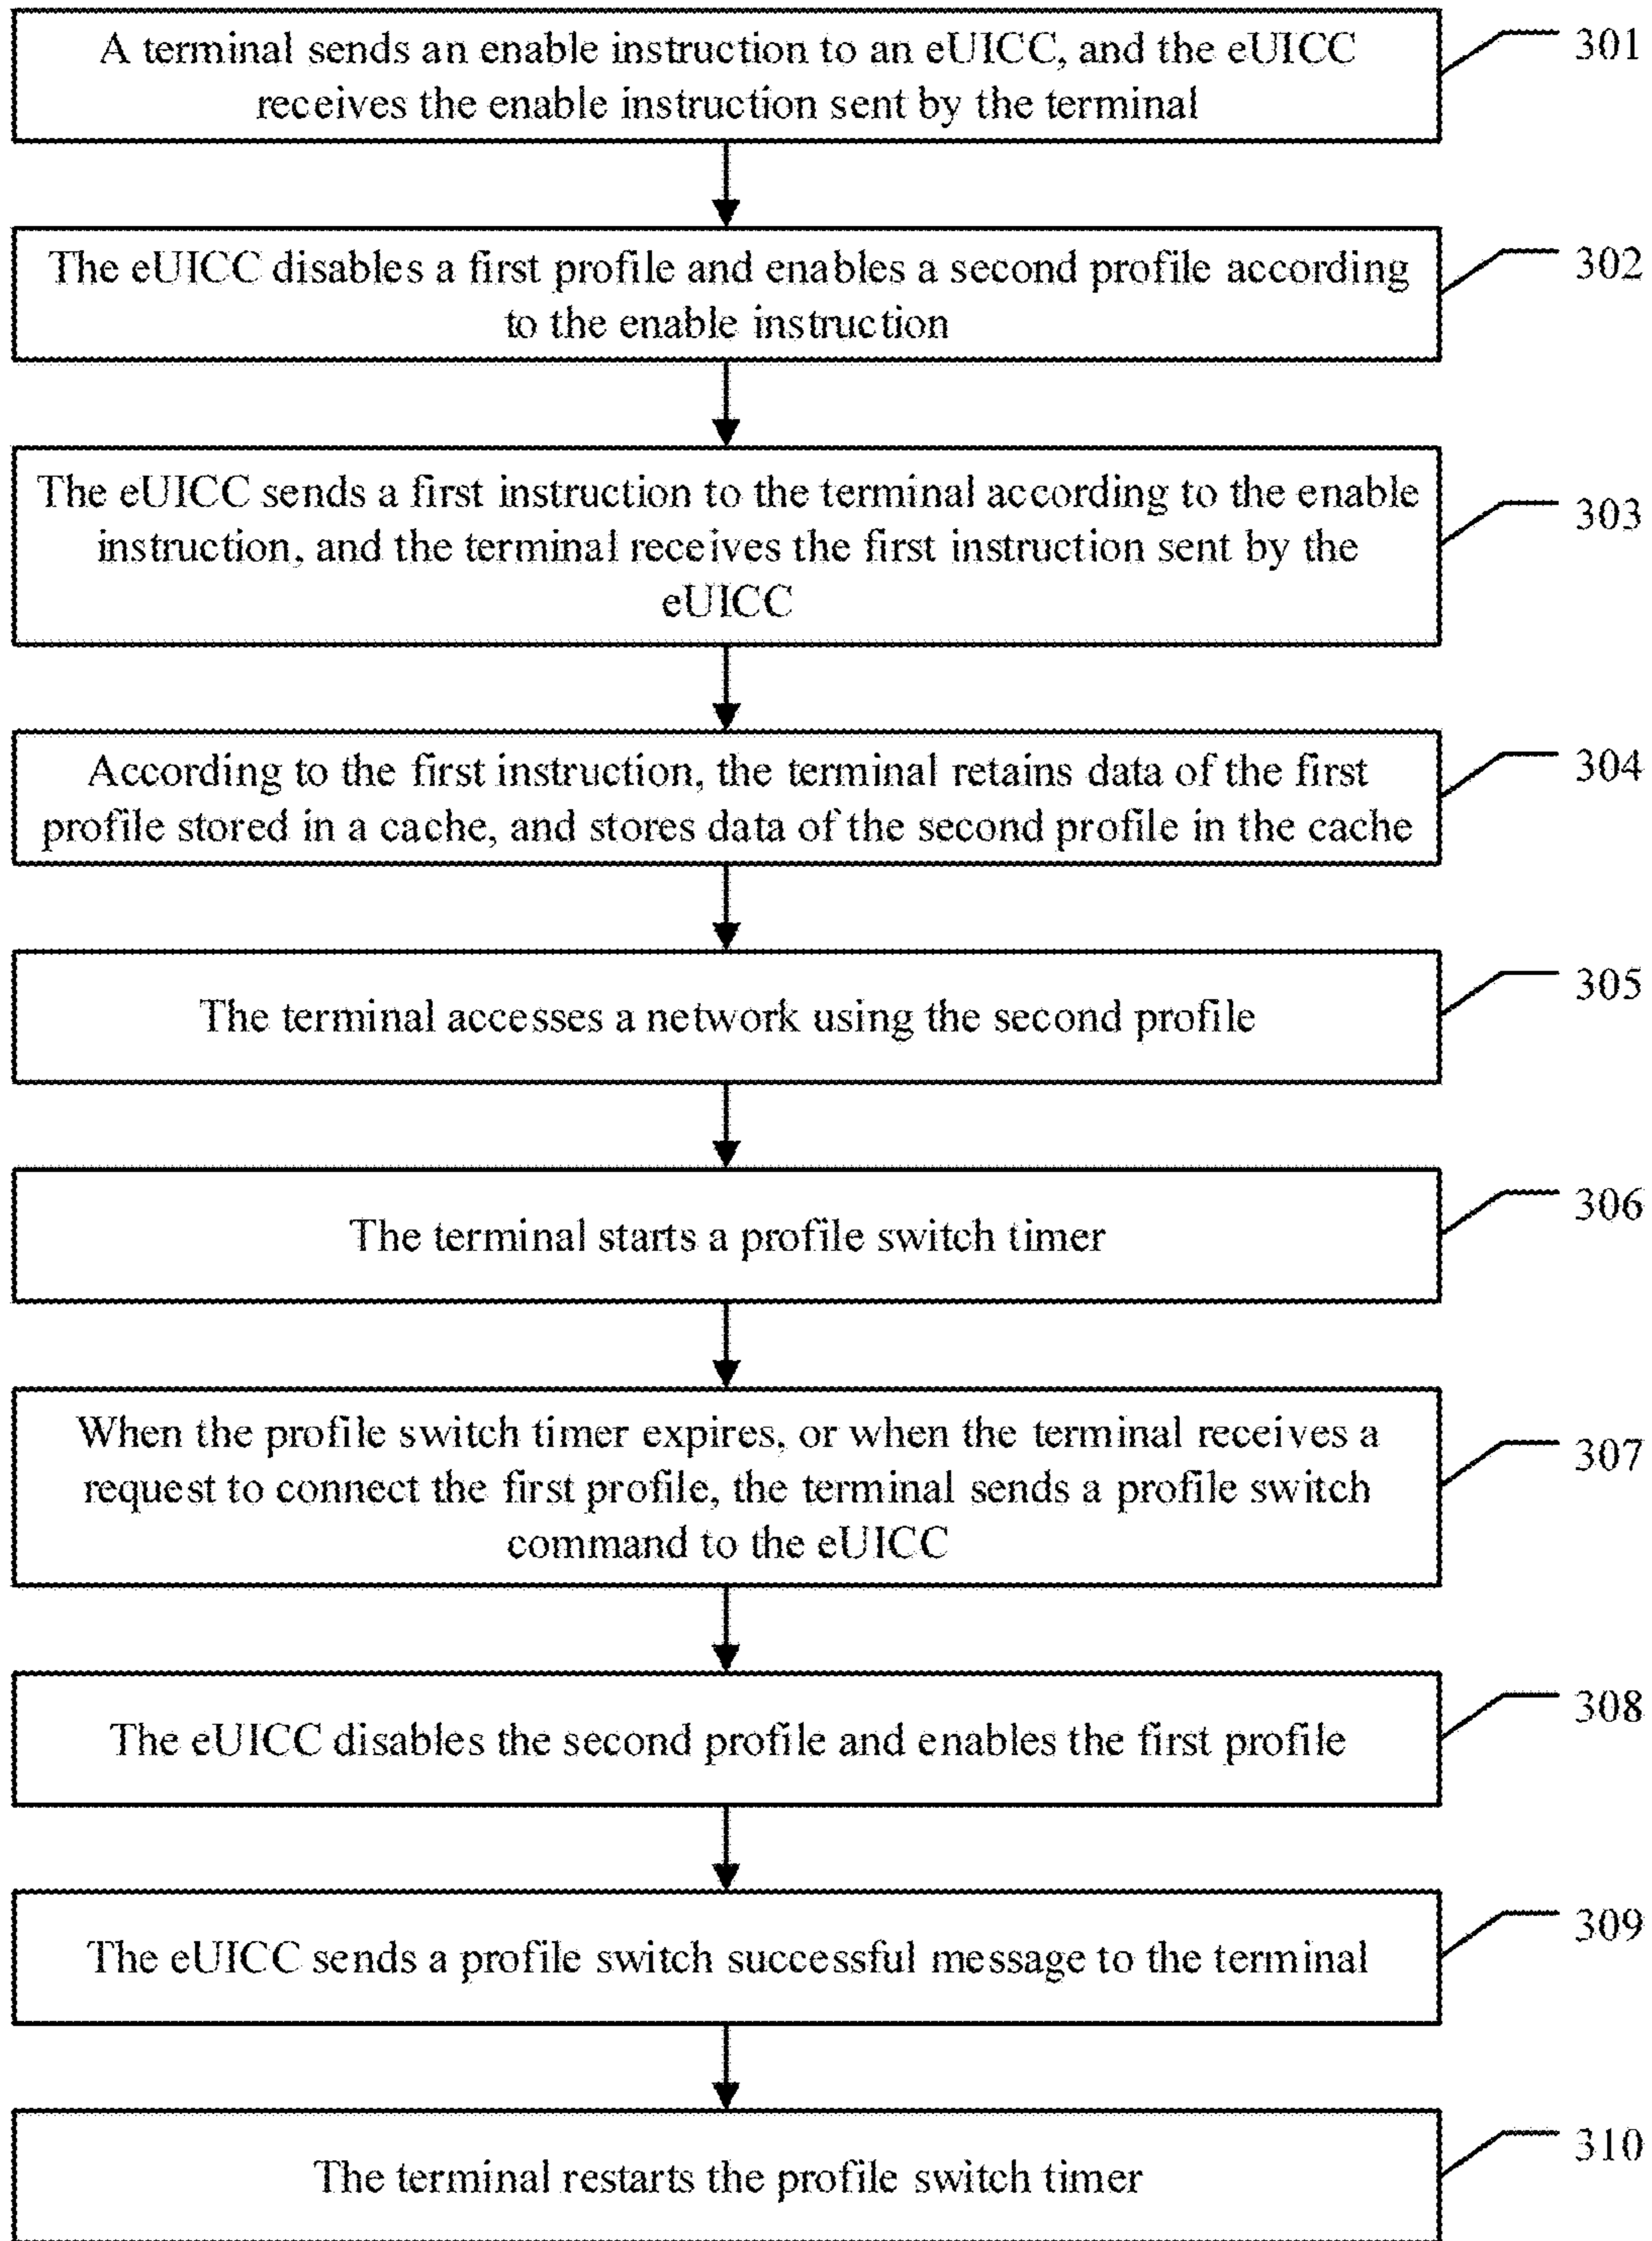 A terminal sends an enable instruction to an eUICC, and the eUICC
receives the enable instruction sent by the terminal
301
The eUICC disables a first profile and enables a second profile according
to the enable instruction
302
The eUICC sends a first instruction to the terminal according to the enable
instruction, and the terminal receives the first instruction sent by the
eUICC
303
According to the first instruction, the terminal retains data of the first
profile stored in a cache, and stores data of the second profile in the cache
304
The terminal accesses a network using the second profile
305
The terminal starts a profile switch timer
306
When the profile switch timer expires, or when the terminal receives a
request to connect the first profile, the terminal sends a profile switch
command to the eUICC
307
The eUICC disables the second profile and enables the first profile
308
The eUICC sends a profile switch successful message to the terminal
309
The terminal restarts the profile switch timer
310